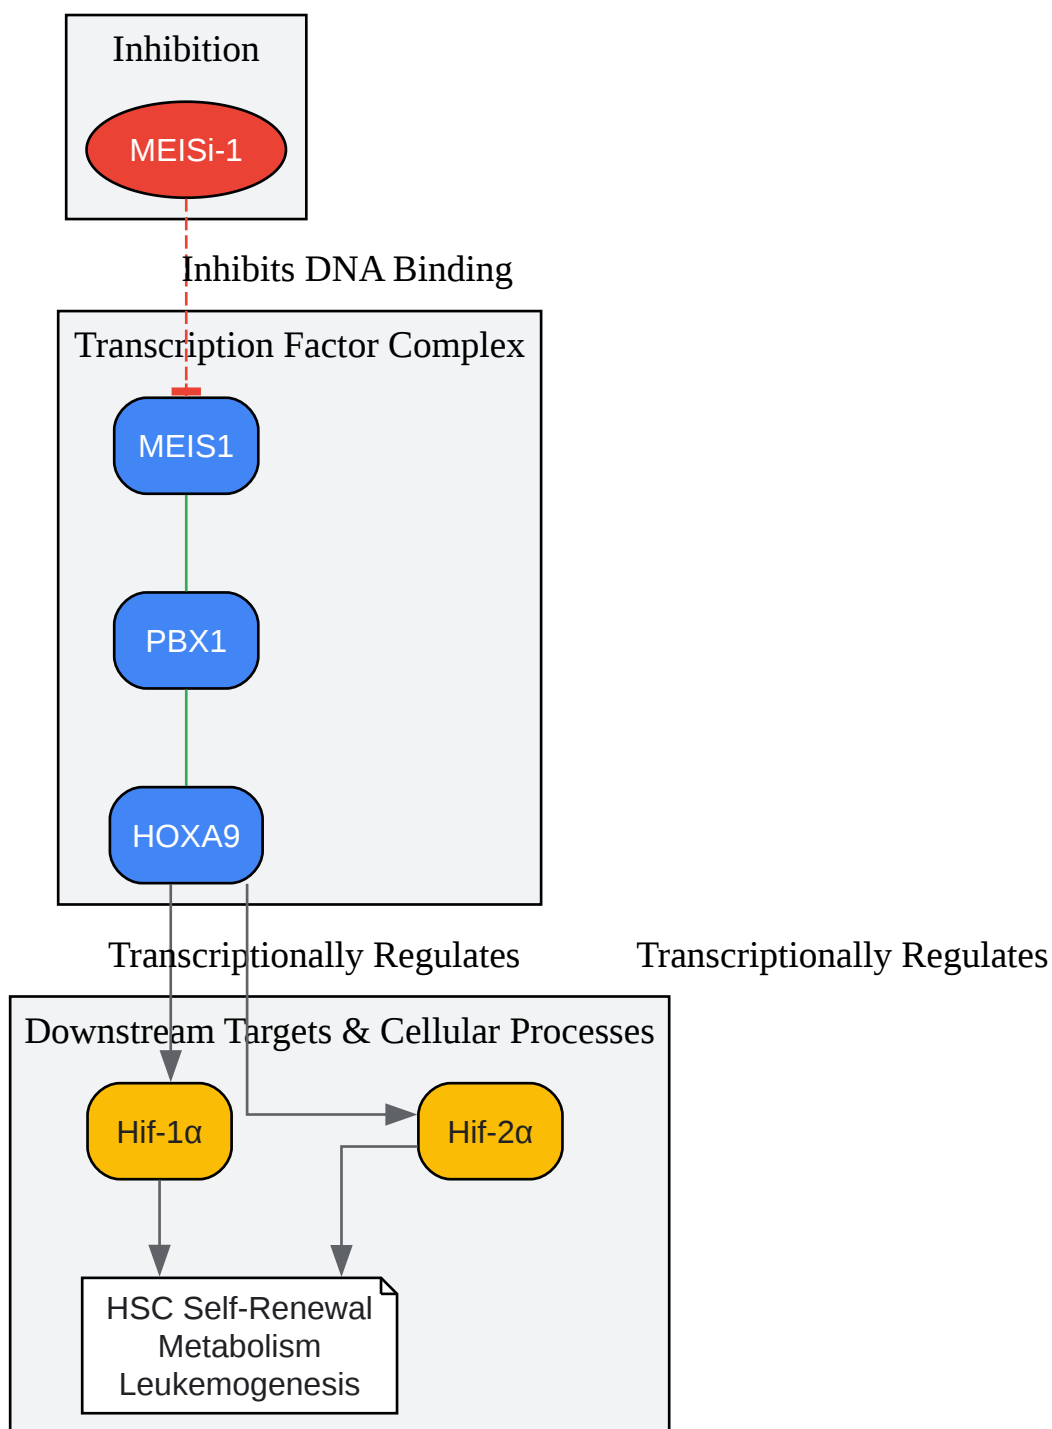 Inhibition
MEISi-1
Inhibits DNA Binding
Transcription Factor Complex
MEIS1
PBX1
HOXA9
Transcriptionally Regulates
Transcriptionally Regulates
Downstream Targets & Cellular Processes
Hif-1α
Hif-2α
HSC Self-Renewal
Metabolism
Leukemogenesis